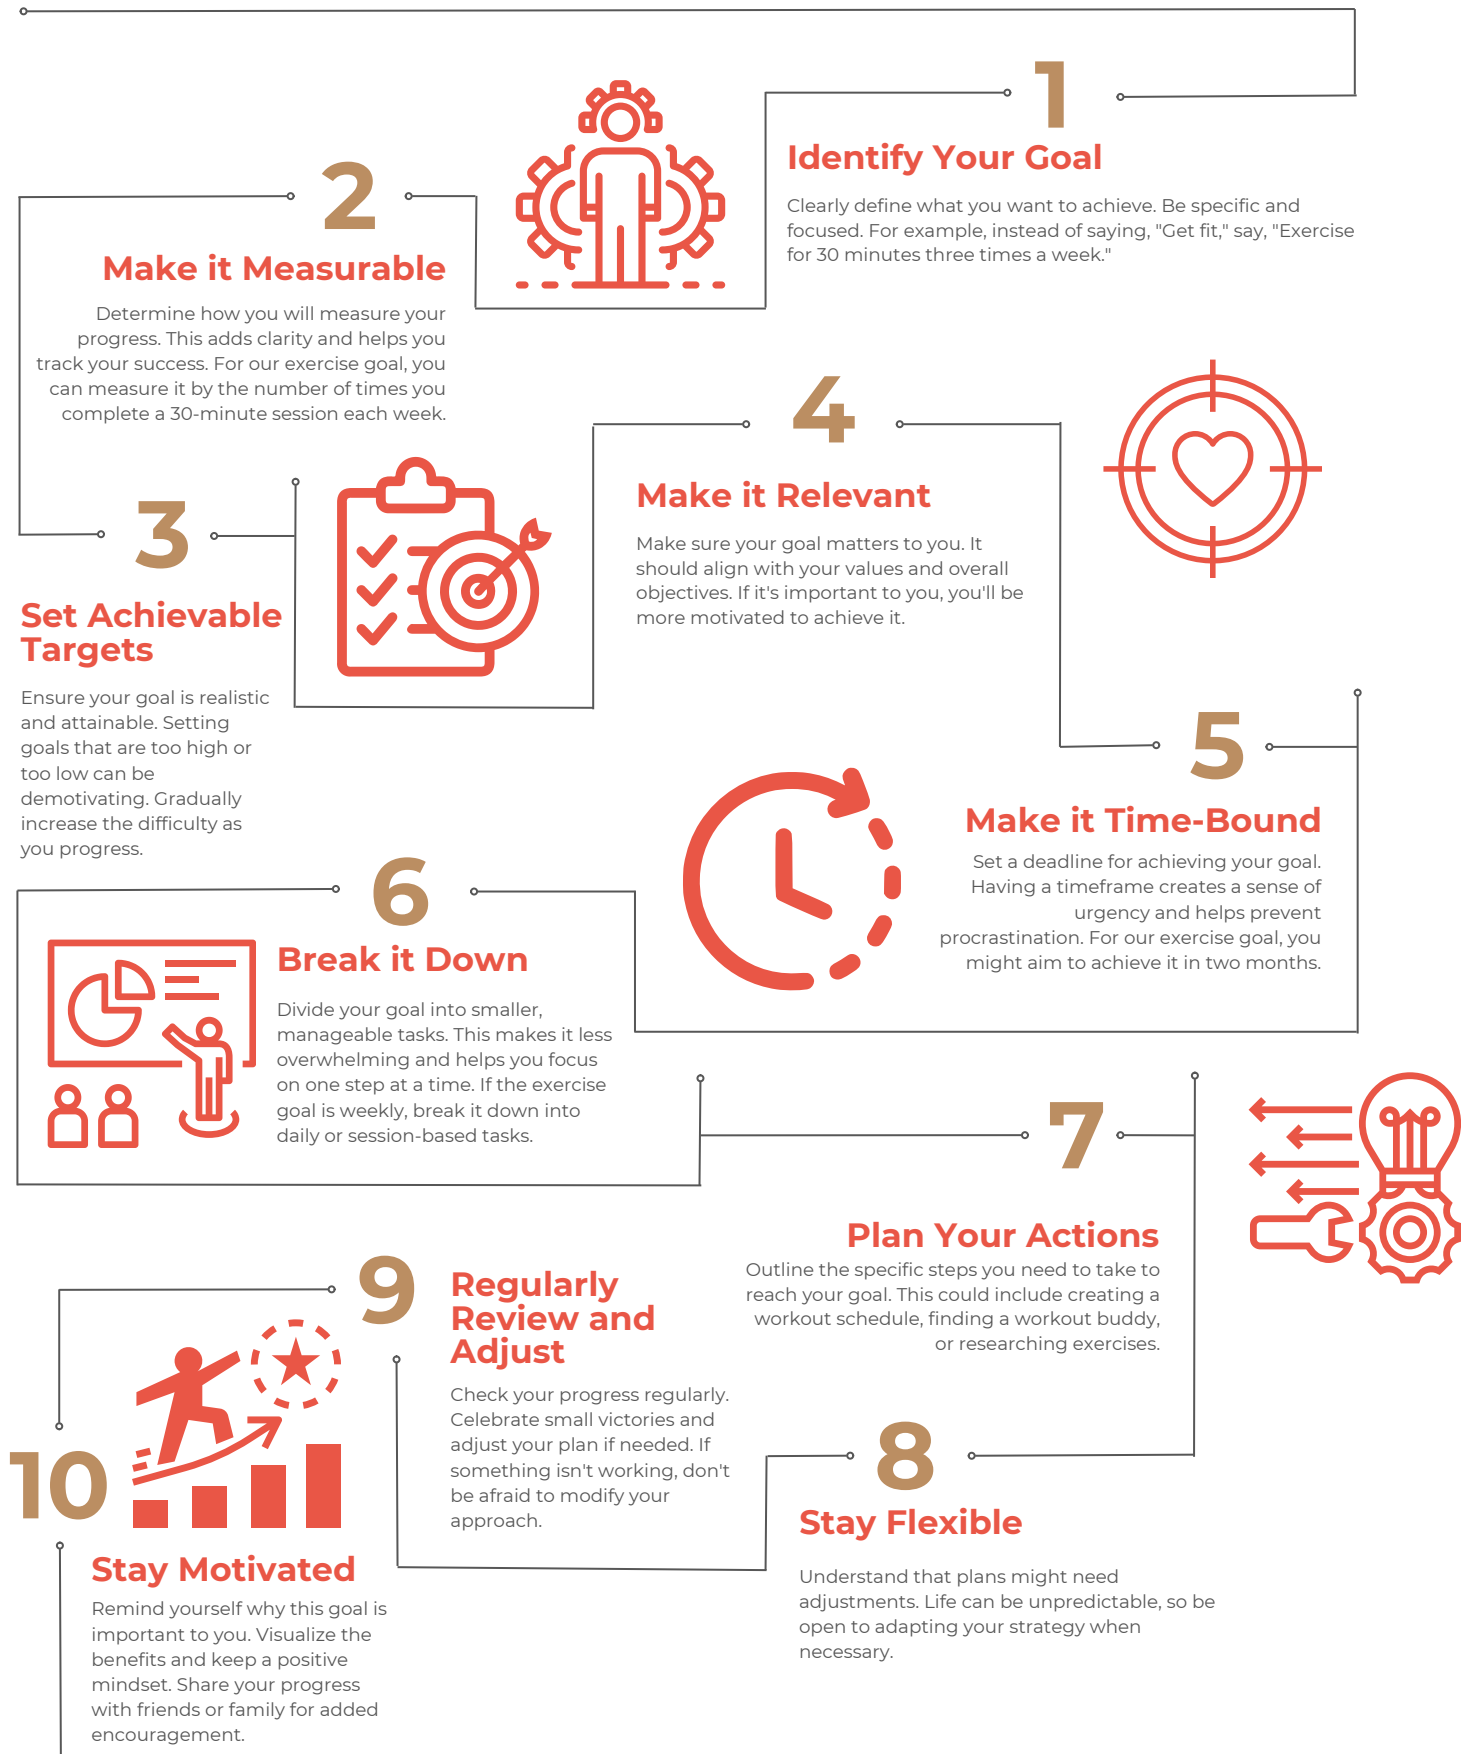 1
Identify Your Goal
Clearly define what you want to achieve. Be specific and
focused. For example, instead of saying, "Get fit," say, "Exercise
for 30 minutes three times a week."
2
Make it Measurable
Determine how you will measure your
progress. This adds clarity and helps you
track your success. For our exercise goal, you
can measure it by the number of times you
complete a 30-minute session each week.
3
Set Achievable
Targets
Ensure your goal is realistic
and attainable. Setting
goals that are too high or
too low can be
demotivating. Gradually
increase the difficulty as
you progress.
4
Make it Relevant
Make sure your goal matters to you. It
should align with your values and overall
objectives. If it's important to you, you'll be
more motivated to achieve it.
5
Make it Time-Bound
Set a deadline for achieving your goal.
Having a timeframe creates a sense of
urgency and helps prevent
procrastination. For our exercise goal, you
might aim to achieve it in two months.
6
Break it Down
Divide your goal into smaller,
manageable tasks. This makes it less
overwhelming and helps you focus
on one step at a time. If the exercise
goal is weekly, break it down into
daily or session-based tasks.
7
Plan Your Actions
Outline the specific steps you need to take to
reach your goal. This could include creating a
workout schedule, finding a workout buddy,
or researching exercises.
8
Stay Flexible
Understand that plans might need
adjustments. Life can be unpredictable, so be
open to adapting your strategy when
necessary.
9
Regularly
Review and
Adjust
Check your progress regularly.
Celebrate small victories and
adjust your plan if needed. If
something isn't working, don't
be afraid to modify your
approach.
10
Stay Motivated
Remind yourself why this goal is
important to you. Visualize the
benefits and keep a positive
mindset. Share your progress
with friends or family for added
encouragement.